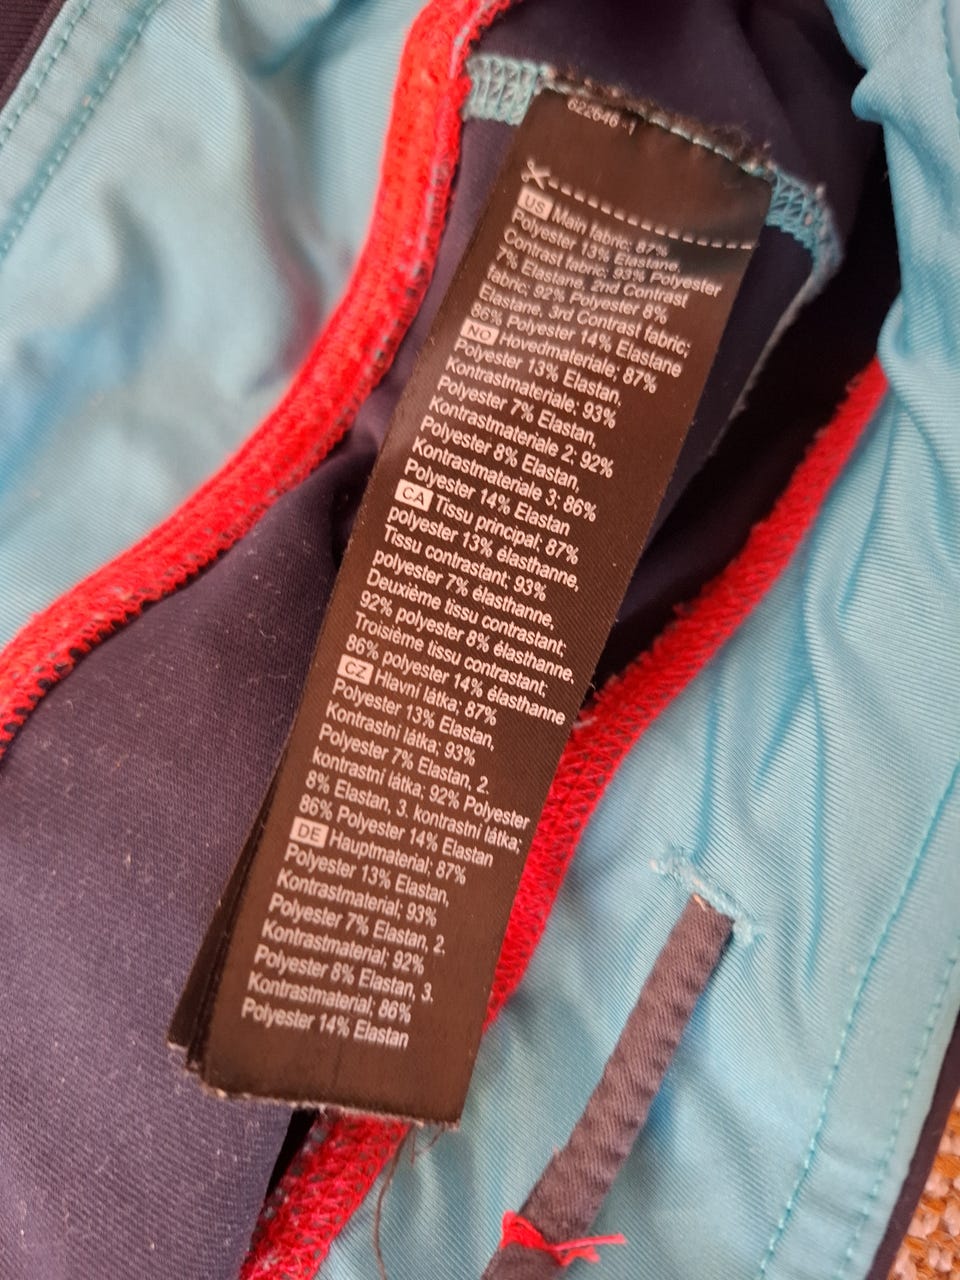 622646 -1
US Main fabric; 87%
Polyester 13% Elastane,
Contrast fabric; 93% Polyester
7% Elastane, 2nd Contrast
fabric; 92% Polyester 8%
Elastane, 3rd Contrast fabric;
86% Polyester 14% Elastane
NO Hovedmateriale; 87%
Polyester 13% Elastan,
Kontrastmateriale; 93%
Polyester 7% Elastan,
Kontrastmateriale 2; 92%
Polyester 8% Elastan,
Kontrastmateriale 3; 86%
Polyester 14% Elastan
CA Tissu principal; 87%
polyester 13% élasthanne,
Tissu contrastant; 93%
polyester 7% élasthanne,
Deuxième tissu contrastant;
92% polyester 8% élasthanne,
Troisième tissu contrastant;
86% polyester 14% élasthanne
CZ Hlavní látka; 87%
Polyester 13% Elastan,
Kontrastní látka; 93%
Polyester 7% Elastan, 2.
kontrastní látka; 92% Polyester
8% Elastan, 3. kontrastní látka;
86% Polyester 14% Elastan
DE Hauptmaterial; 87%
Polyester 13% Elastan,
Kontrastmaterial; 93%
Polyester 7% Elastan, 2.
Kontrastmaterial; 92%
Polyester 8% Elastan, 3.
Kontrastmaterial; 86%
Polyester 14% Elastan